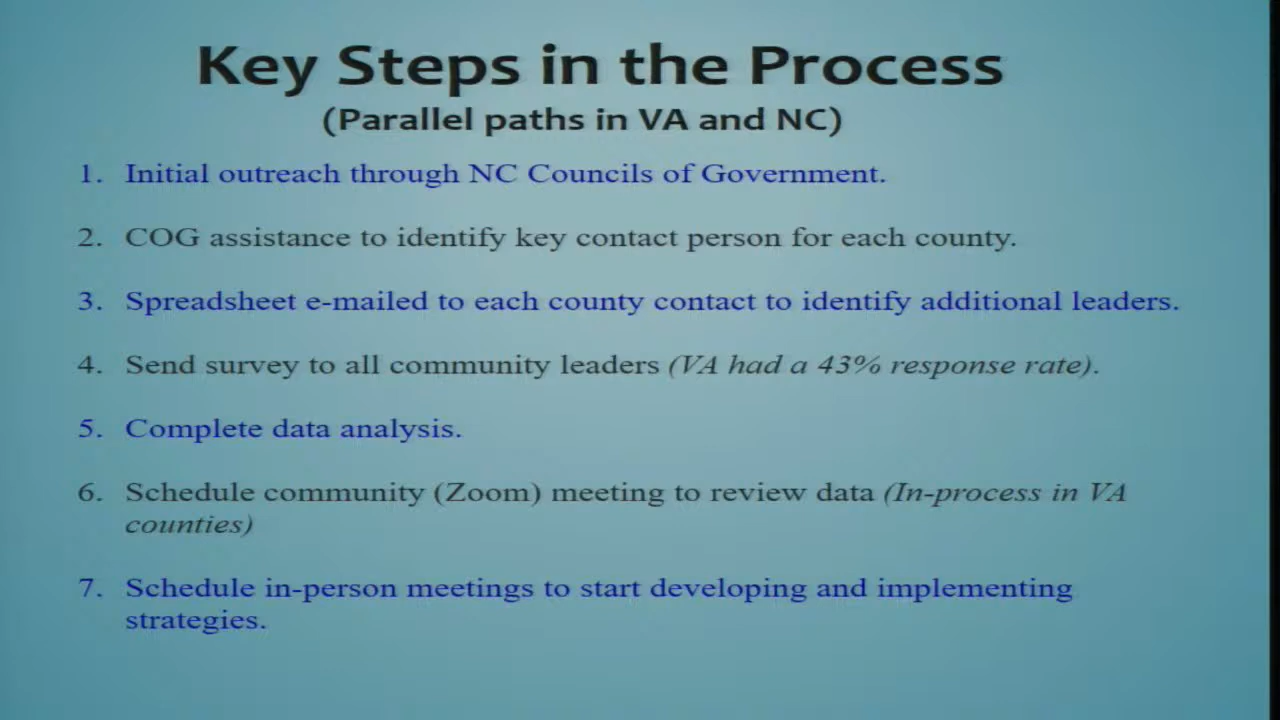 Key Steps in the Process
(Parallel paths in VA and NC)
1. Initial outreach through NC Councils of Government.
2. COG assistance to identify key contact person for each county.
3. Spreadsheet e-mailed to each county contact to identify additional leaders.
4. Send survey to all community leaders (VA had a 43% response rate).
5. Complete data analysis.
6. Schedule community (Zoom) meeting to review data (In-process in VA
counties)
7. Schedule in-person meetings to start developing and implementing
strategies.